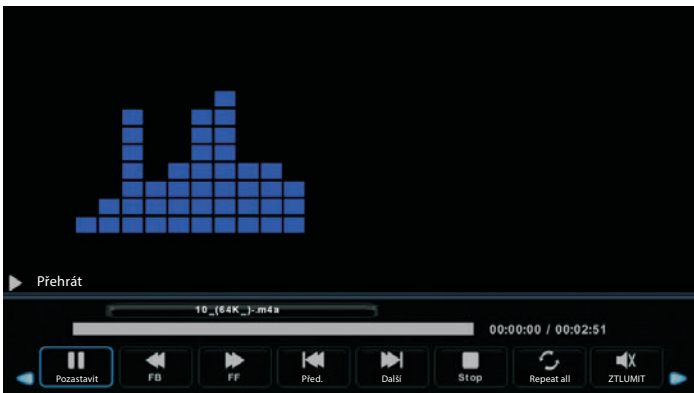 Přehrát
10_(64K_)-.m4a
00:00:00 / 00:02:51
Pozastavit FB FF Před. Další Stop Repeat all ZTLUMIT